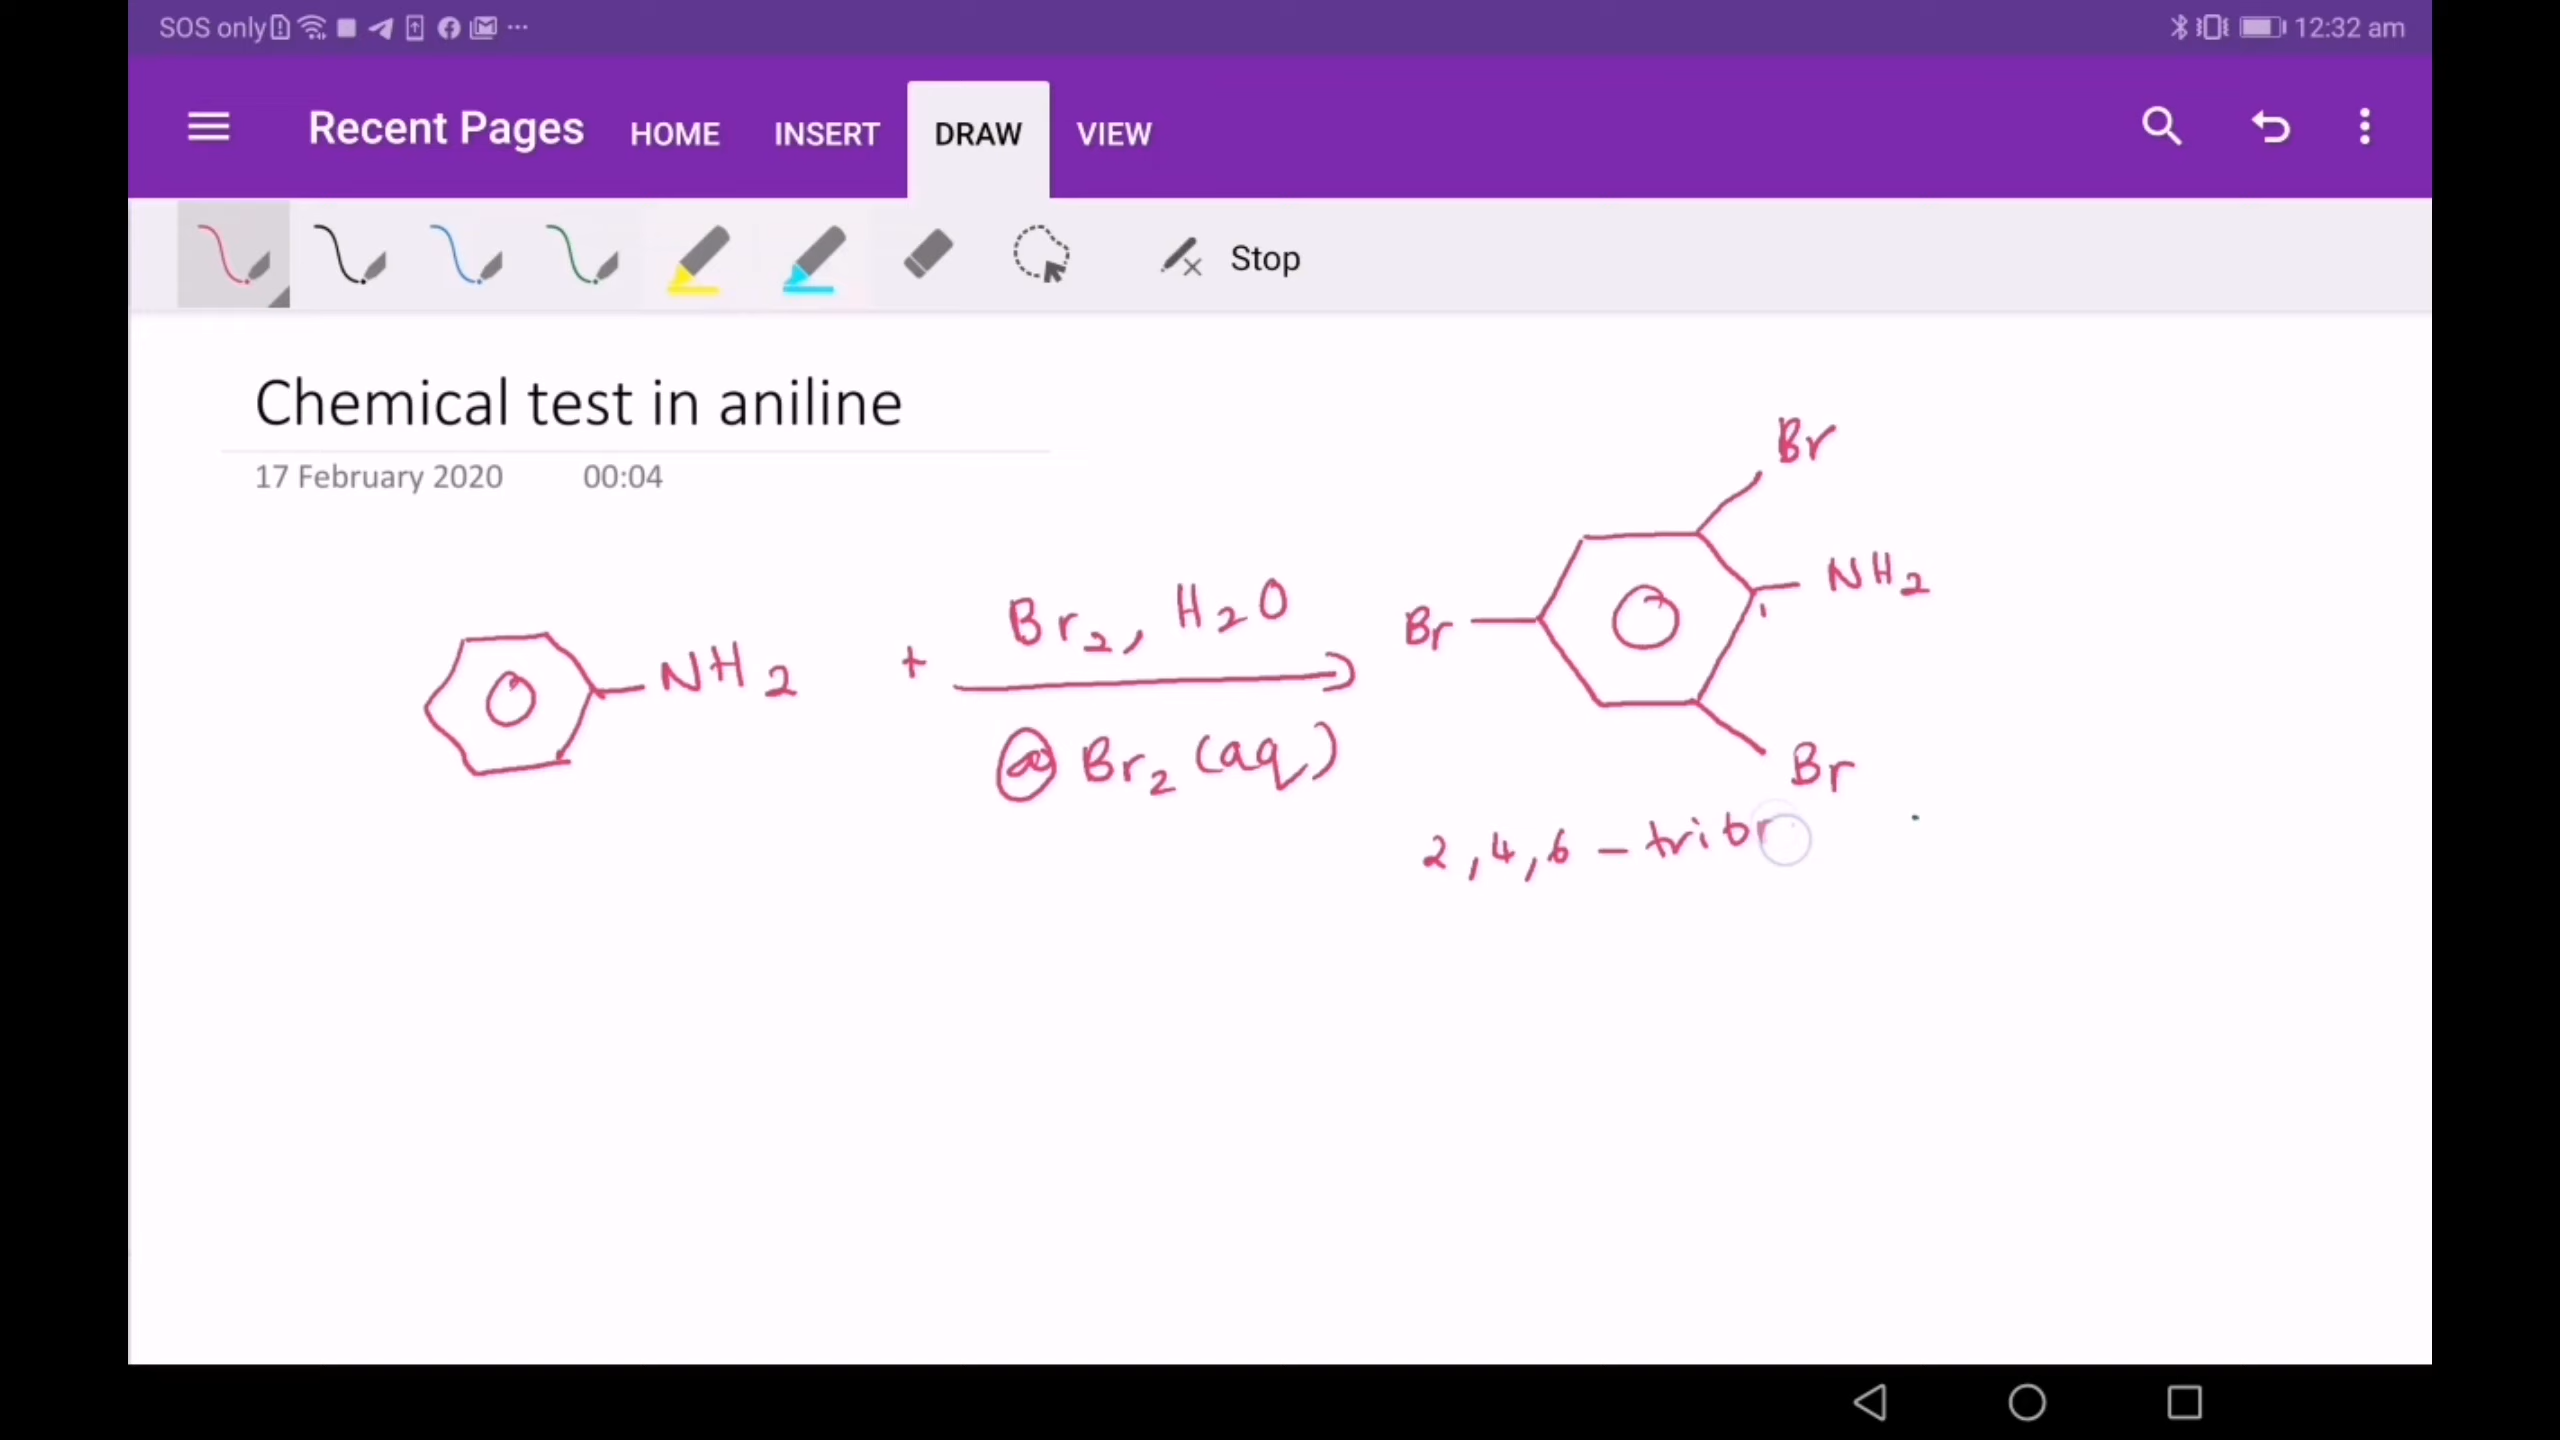 SOS only 12:32 am
Recent Pages HOME INSERT DRAW VIEW
Stop
Chemical test in aniline
17 February 2020 00:04
Br
Br NH2
Br
NH2 + Br2, H2O
Br2 (aq)
2,4,6 – tribr